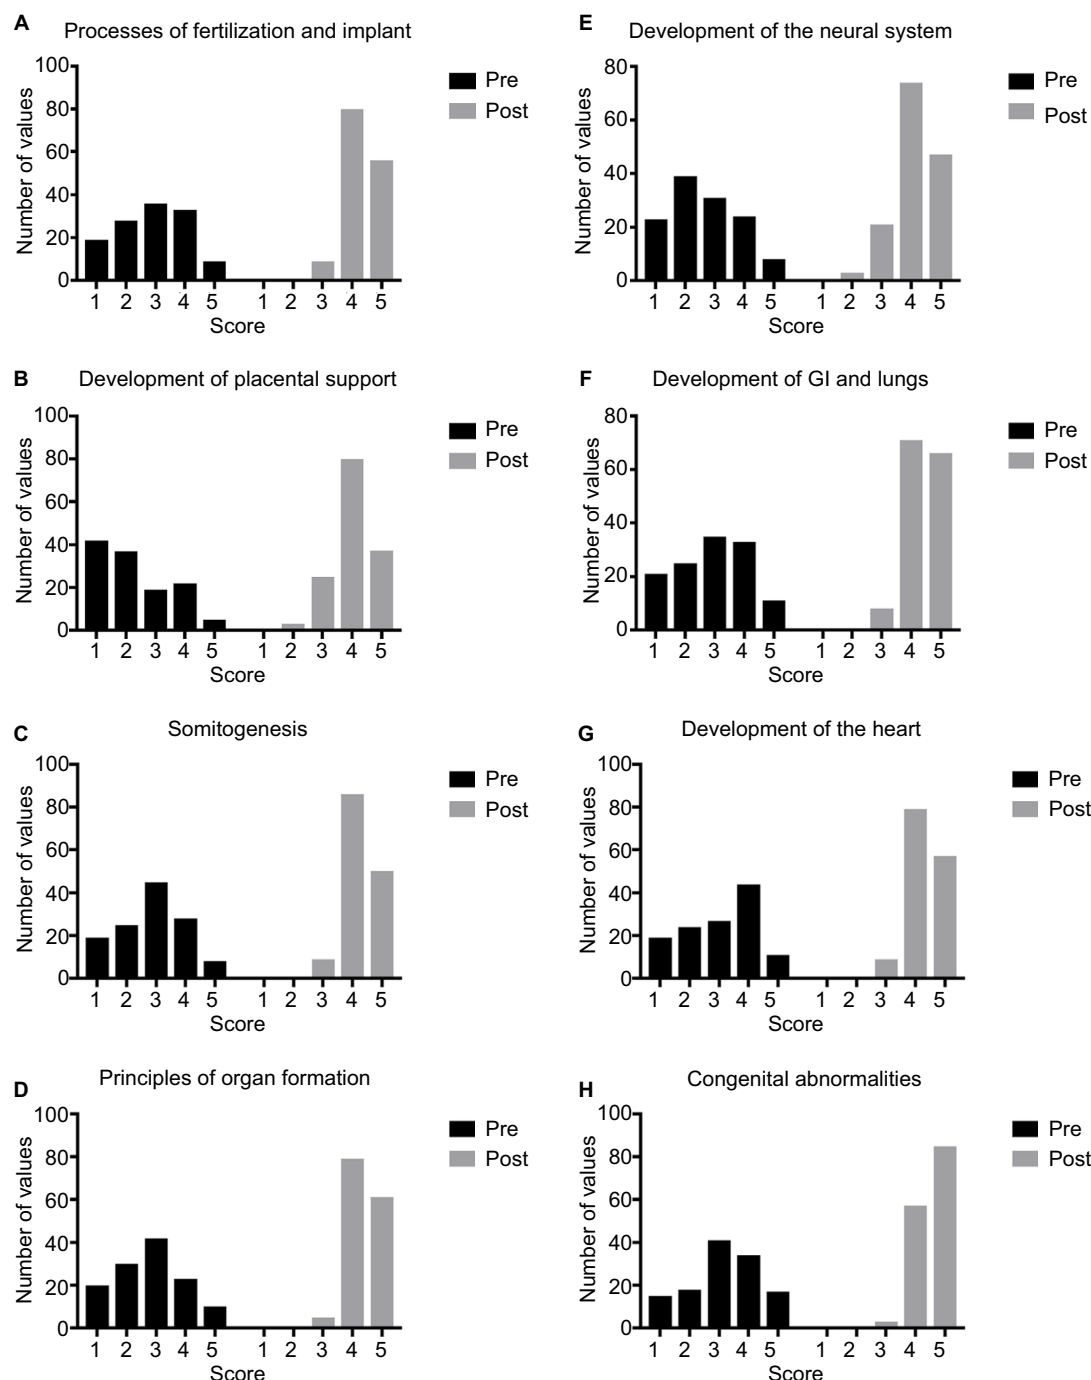 A
Processes of fertilization and implant
Number of values
100
80
60
40
20
0
1 2 3 4 5 1 2 3 4 5
Score
Pre
Post
B
Development of placental support
Number of values
100
80
60
40
20
0
1 2 3 4 5 1 2 3 4 5
Score
Pre
Post
C
Somitogenesis
Number of values
100
80
60
40
20
0
1 2 3 4 5 1 2 3 4 5
Score
Pre
Post
D
Principles of organ formation
Number of values
100
80
60
40
20
0
1 2 3 4 5 1 2 3 4 5
Score
Pre
Post
E
Development of the neural system
Number of values
80
60
40
20
0
1 2 3 4 5 1 2 3 4 5
Score
Pre
Post
F
Development of GI and lungs
Number of values
80
60
40
20
0
1 2 3 4 5 1 2 3 4 5
Score
Pre
Post
G
Development of the heart
Number of values
100
80
60
40
20
0
1 2 3 4 5 1 2 3 4 5
Score
Pre
Post
H
Congenital abnormalities
Number of values
100
80
60
40
20
0
1 2 3 4 5 1 2 3 4 5
Score
Pre
Post